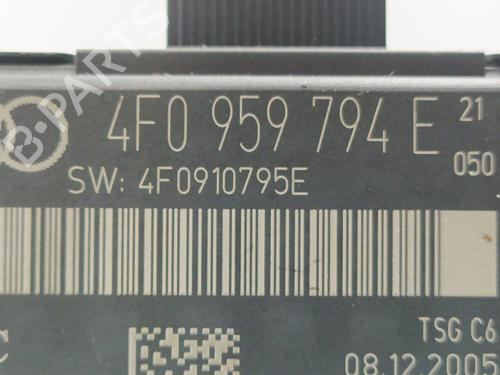 4F0 959 794 E 21
050
SW: 4F0910795E
C TSG C6
08.12.2005
B-PARTS